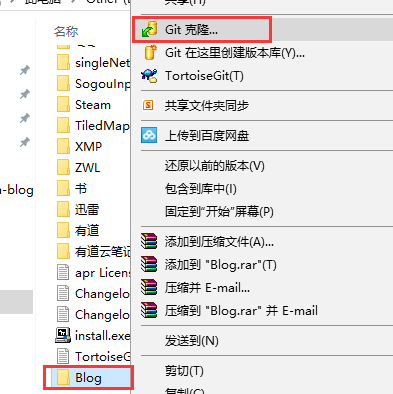 此电脑
Other (
共享(H)
名称
singleNet
SogouInp
Steam
TiledMap
XMP
ZWL
书
迅雷
有道
有道云笔记
apr Licens
Changelo
Changelo
install.exe
TortoiseG
Blog
n-blog
Git 克隆...
Git 在这里创建版本库(Y)...
TortoiseGit(T)
共享文件夹同步
上传到百度网盘
还原以前的版本(V)
包含到库中(I)
固定到“开始”屏幕(P)
添加到压缩文件(A)...
添加到 "Blog.rar"(T)
压缩并 E-mail...
压缩到 "Blog.rar" 并 E-mail
发送到(N)
剪切(T)
复制(C)